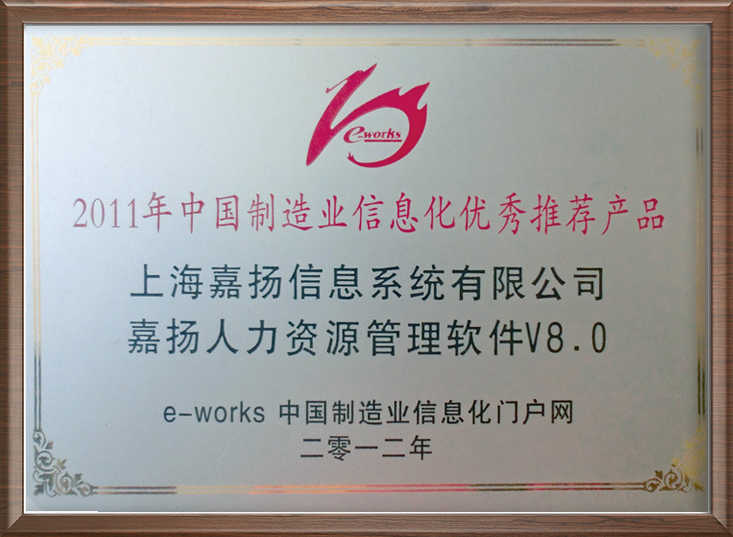 e-works
2011年中国制造业信息化优秀推荐产品
上海嘉扬信息系统有限公司
嘉扬人力资源管理软件V8.0
e-works 中国制造业信息化门户网
二零一二年